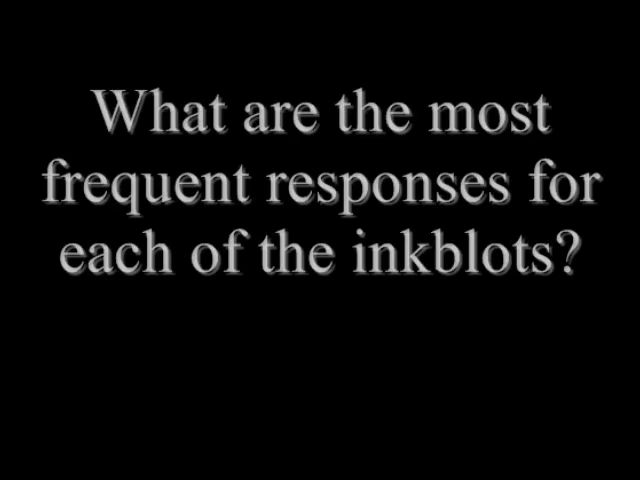 What are the most
frequent responses for
each of the inkblots?